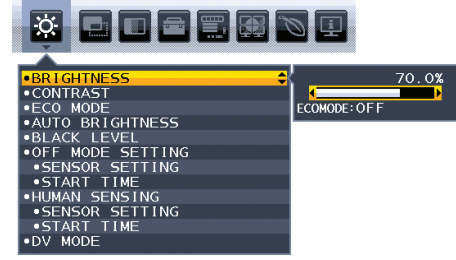 •BRIGHTNESS
•CONTRAST
•ECO MODE
•AUTO BRIGHTNESS
•BLACK LEVEL
•OFF MODE SETTING
•SENSOR SETTING
•START TIME
•HUMAN SENSING
•SENSOR SETTING
•START TIME
•DV MODE
70.0%
ECOMODE:OFF